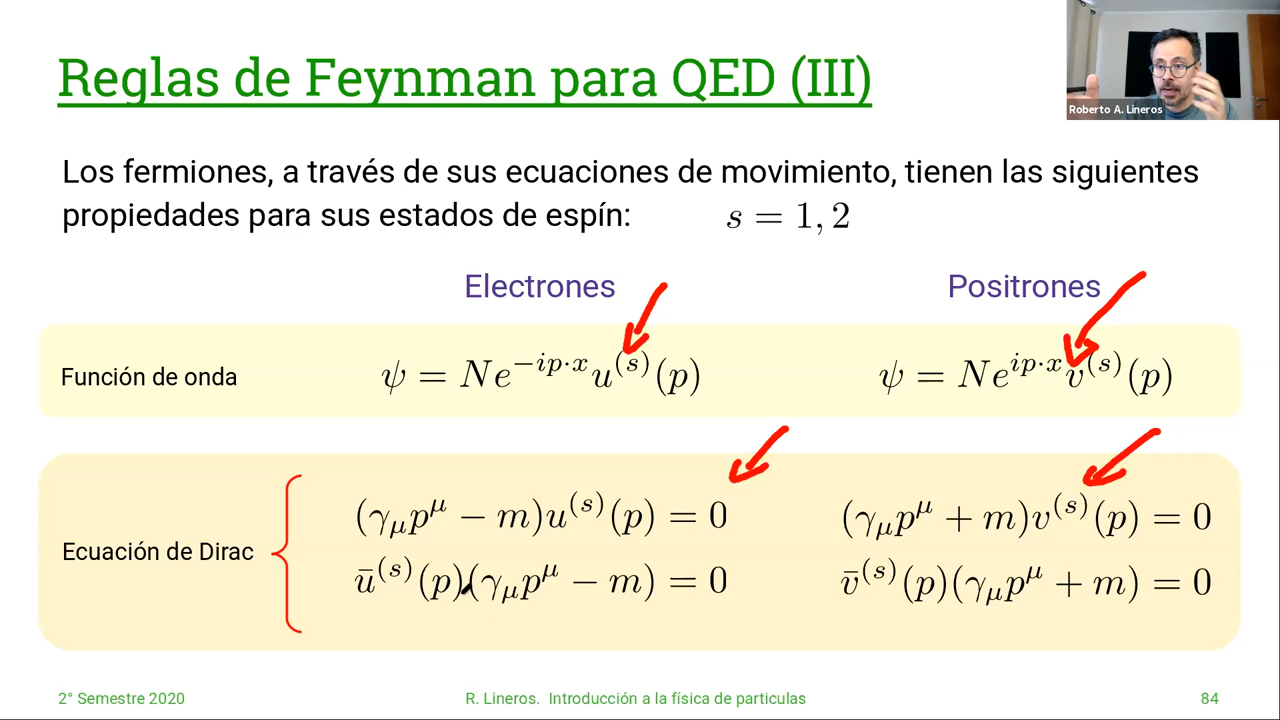 Reglas de Feynman para QED (III)
Roberto A. Lineros
Los fermiones, a través de sus ecuaciones de movimiento, tienen las siguientes
propiedades para sus estados de espín: s = 1, 2
Electrones Positrones
Función de onda ψ = Ne^{−ip·x}u^{(s)}(p) ψ = Ne^{ip·x}v^{(s)}(p)
(γ_μp^μ − m)u^{(s)}(p) = 0 (γ_μp^μ + m)v^{(s)}(p) = 0
Ecuación de Dirac
ū^{(s)}(p)(γ_μp^μ − m) = 0 v̄^{(s)}(p)(γ_μp^μ + m) = 0
2° Semestre 2020 R. Lineros. Introducción a la física de particulas 84